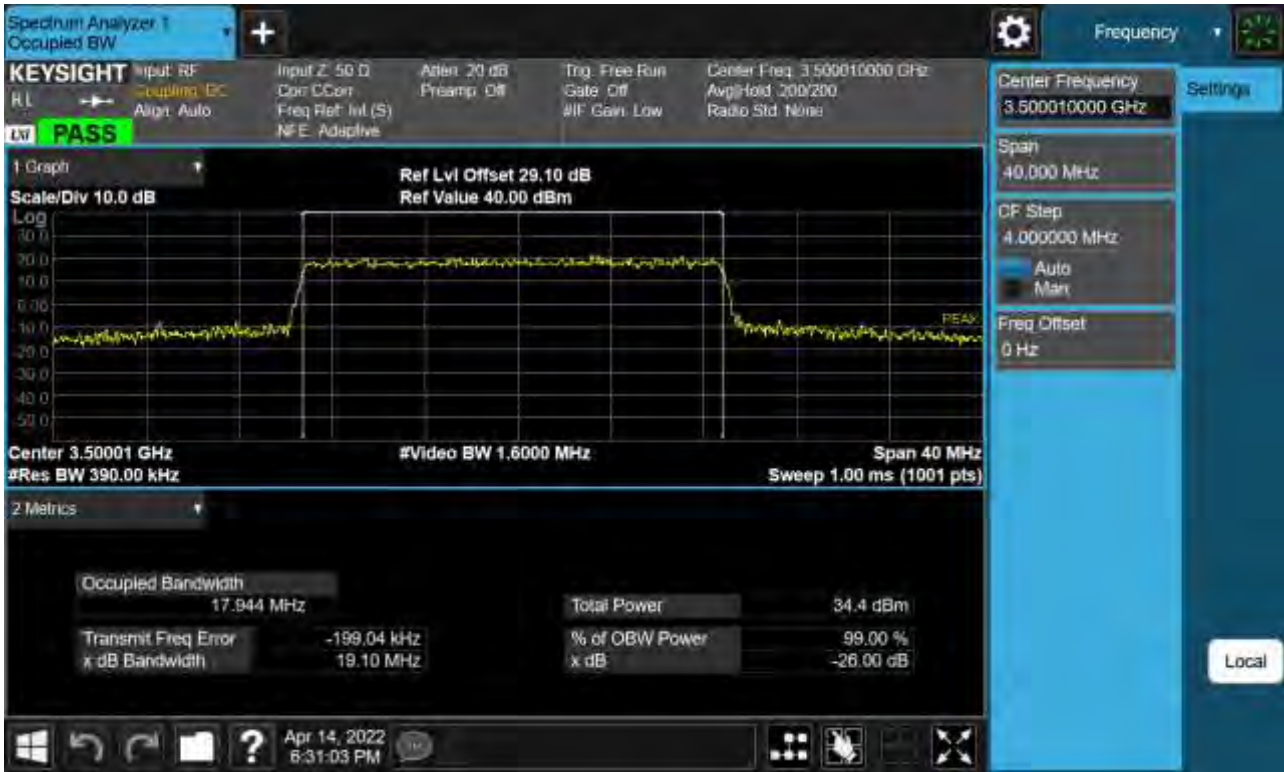 Spectrum Analyzer 1
Occupied BW
Frequency
KEYSIGHT Input: RF
Coupling: DC
Align: Auto
RL
LXI PASS
Input Z: 50 Ω
Corr CCorr
Freq Ref: Int (S)
NFE: Adaptive
Atten: 20 dB
Preamp: Off
Trig: Free Run
Gate: Off
#IF Gain: Low
Center Freq: 3.500010000 GHz
Avg|Hold: 200/200
Radio Std: None
1 Graph
Scale/Div 10.0 dB
Ref Lvl Offset 29.10 dB
Ref Value 40.00 dBm
Log
30.0
20.0
10.0
0.00
-10.0
-20.0
-30.0
-40.0
-50.0
PEAK
Center 3.50001 GHz
#Res BW 390.00 kHz
#Video BW 1.6000 MHz
Span 40 MHz
Sweep 1.00 ms (1001 pts)
2 Metrics
Occupied Bandwidth
17.944 MHz
Transmit Freq Error -199.04 kHz
x dB Bandwidth 19.10 MHz
Total Power 34.4 dBm
% of OBW Power 99.00 %
x dB -26.00 dB
Apr 14, 2022
6:31:03 PM
Center Frequency
3.500010000 GHz
Span
40.000 MHz
CF Step
4.000000 MHz
Auto
Man
Freq Offset
0 Hz
Settings
Local